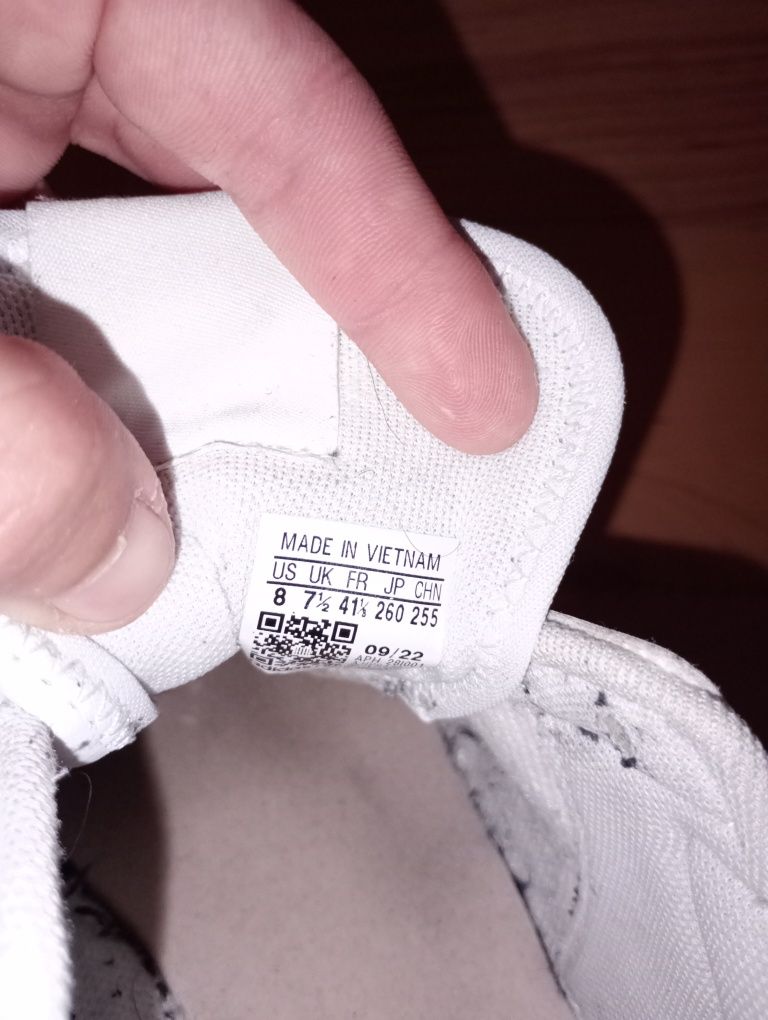 MADE IN VIETNAM
US UK FR JP CHN
8 7½ 41⅓ 260 255
09/22